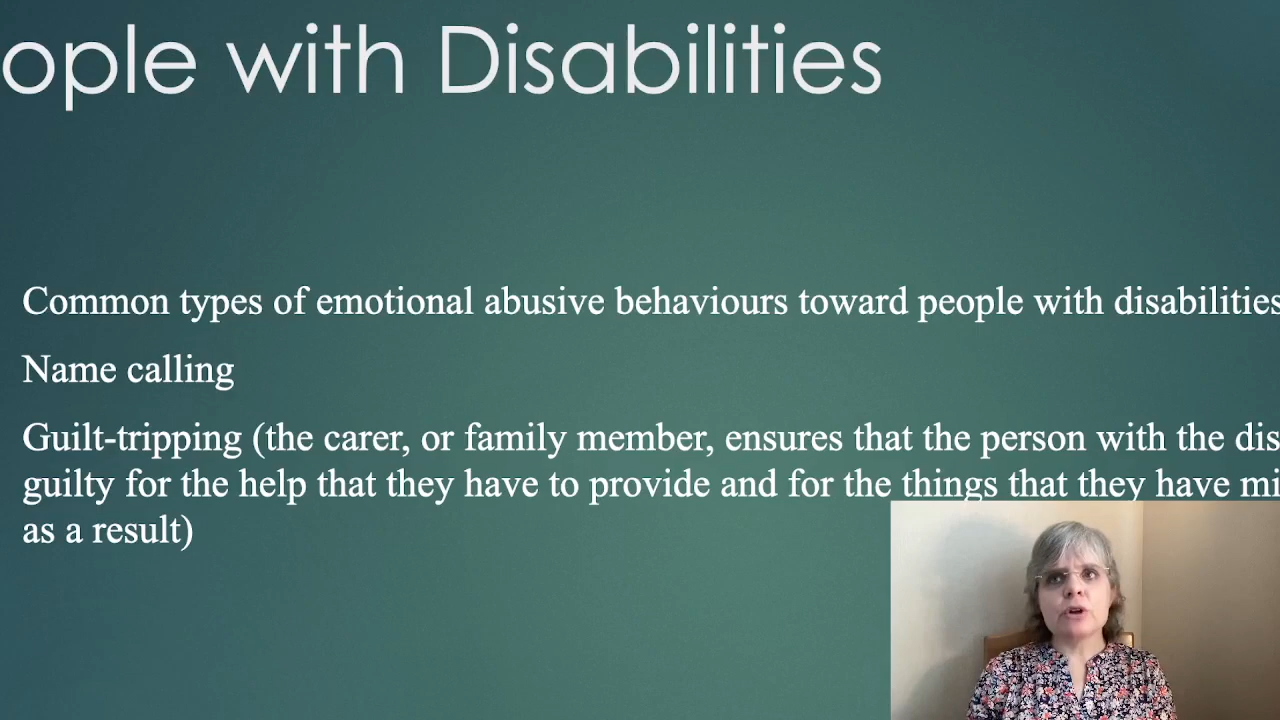 ople with Disabilities
Common types of emotional abusive behaviours toward people with disabilities
Name calling
Guilt-tripping (the carer, or family member, ensures that the person with the dis
guilty for the help that they have to provide and for the things that they have mi
as a result)